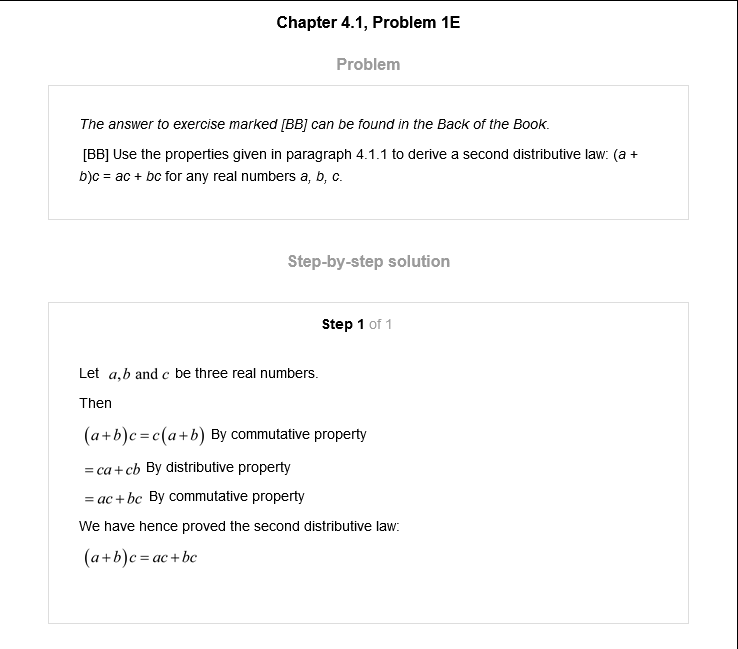 Chapter 4.1, Problem 1E
Problem
The answer to exercise marked [BB] can be found in the Back of the Book.
[BB] Use the properties given in paragraph 4.1.1 to derive a second distributive law: (a +
b)c = ac + bc for any real numbers a, b, c.
Step-by-step solution
Step 1 of 1
Let a,b and c be three real numbers.
Then
(a+b)c=c(a+b) By commutative property
=ca+cb By distributive property
=ac+bc By commutative property
We have hence proved the second distributive law:
(a+b)c=ac+bc